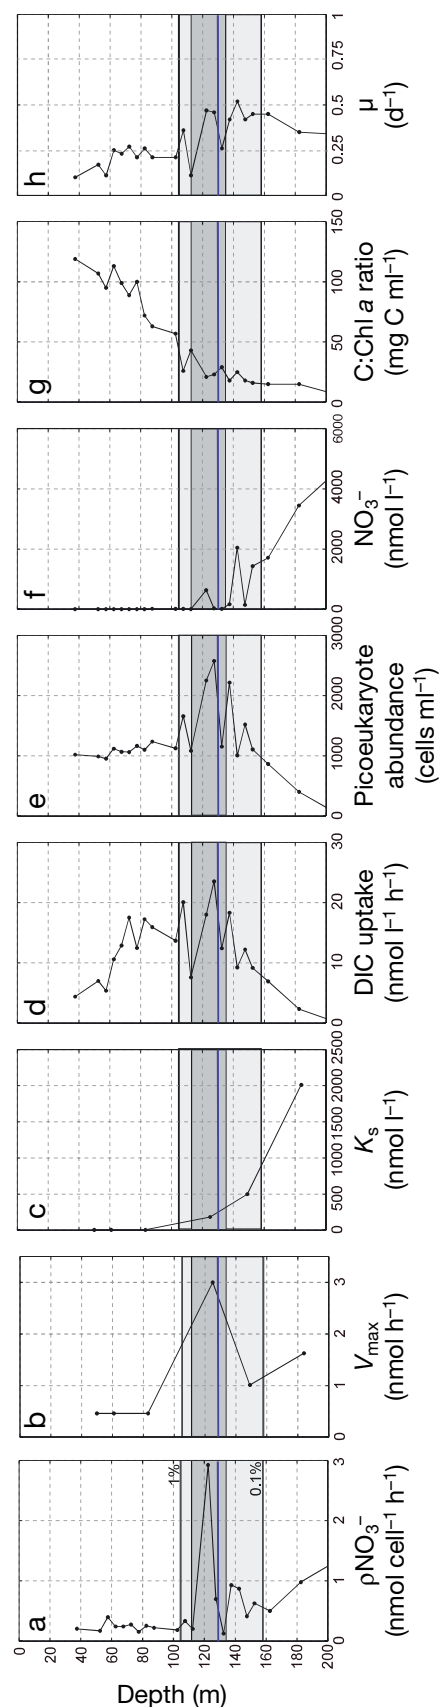 Depth (m)
0
20
40
60
80
100
120
140
160
180
200
a
1%
0.1%
0 1 2 3
ρNO₃⁻
(nmol cell⁻¹ h⁻¹)
b
0 1 2 3
Vmax
(nmol h⁻¹)
c
0 500 1000 1500 2000 2500
Ks
(nmol l⁻¹)
d
0 10 20 30
DIC uptake
(nmol l⁻¹ h⁻¹)
e
0 1000 2000 3000
Picoeukaryote
abundance
(cells ml⁻¹)
f
0 2000 4000 6000
NO₃⁻
(nmol l⁻¹)
g
0 50 100 150
C:Chl a ratio
(mg C ml⁻¹)
h
0 0.25 0.5 0.75 1
μ
(d⁻¹)